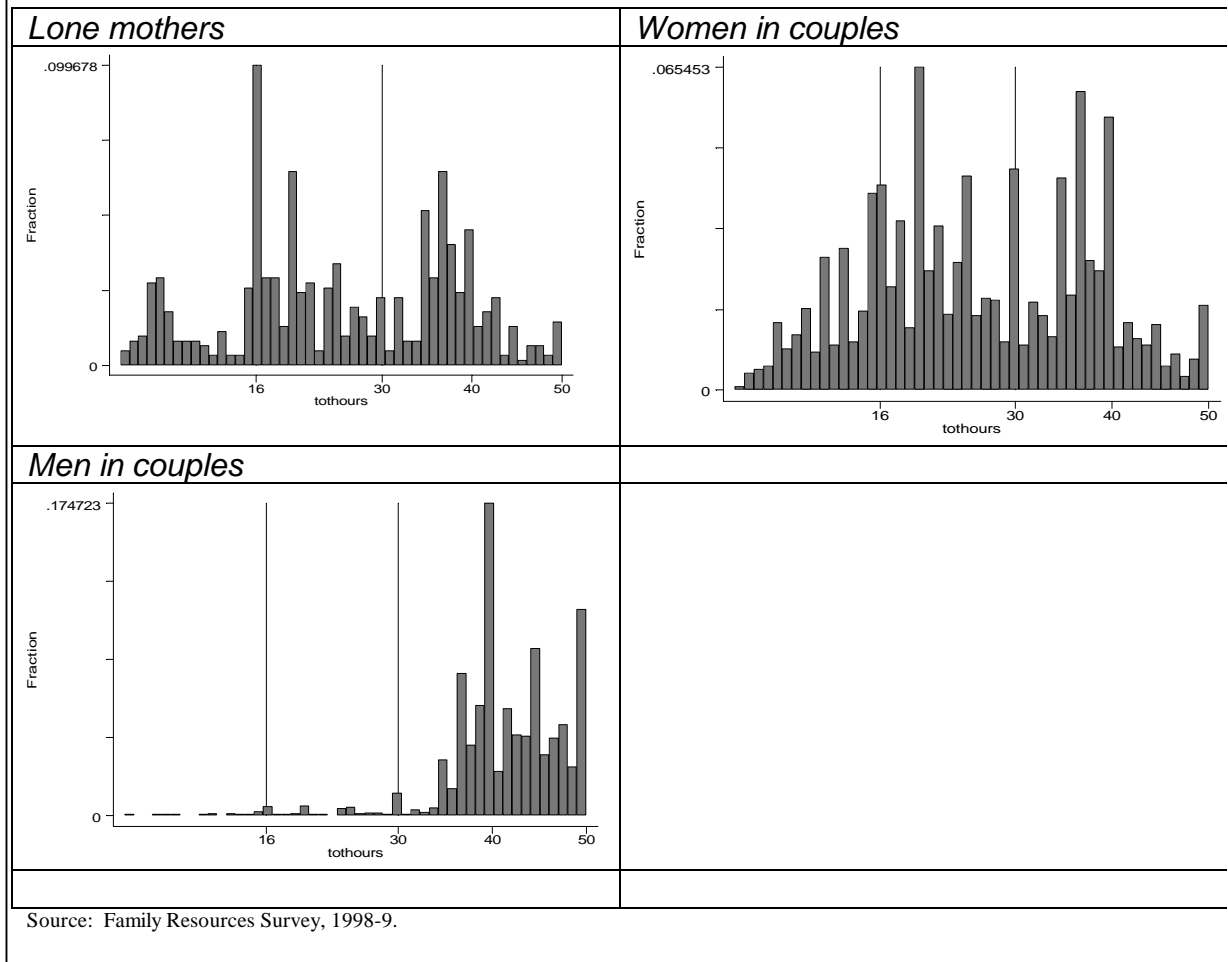 Lone mothers
Women in couples
.099678
Fraction
0
16 30 40 50
tothours
.065453
Fraction
0
16 30 40 50
tothours
Men in couples
.174723
Fraction
0
16 30 40 50
tothours
Source: Family Resources Survey, 1998-9.